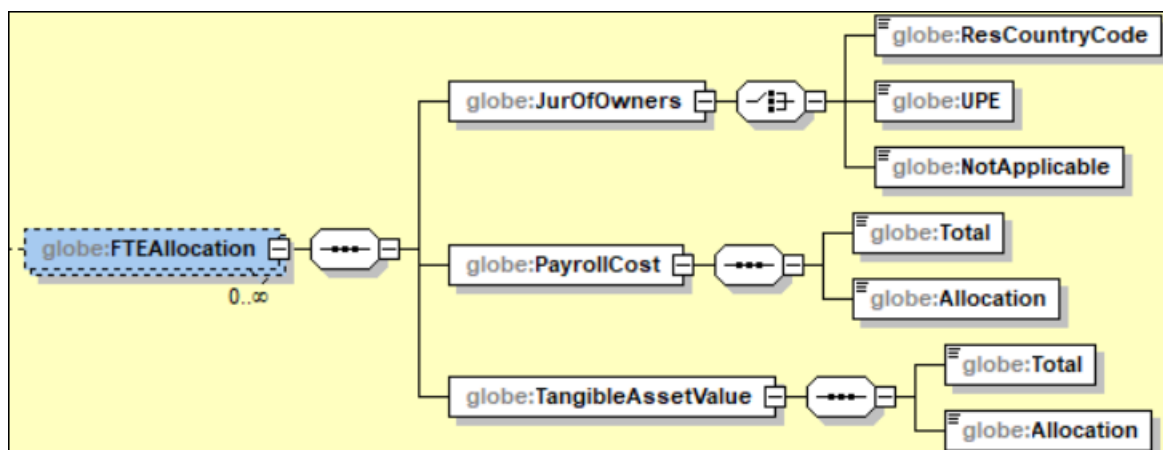 globe:ResCountryCode
globe:JurOfOwners
globe:UPE
globe:NotApplicable
globe:FTEAllocation
0..∞
globe:PayrollCost
globe:Total
globe:Allocation
globe:TangibleAssetValue
globe:Total
globe:Allocation